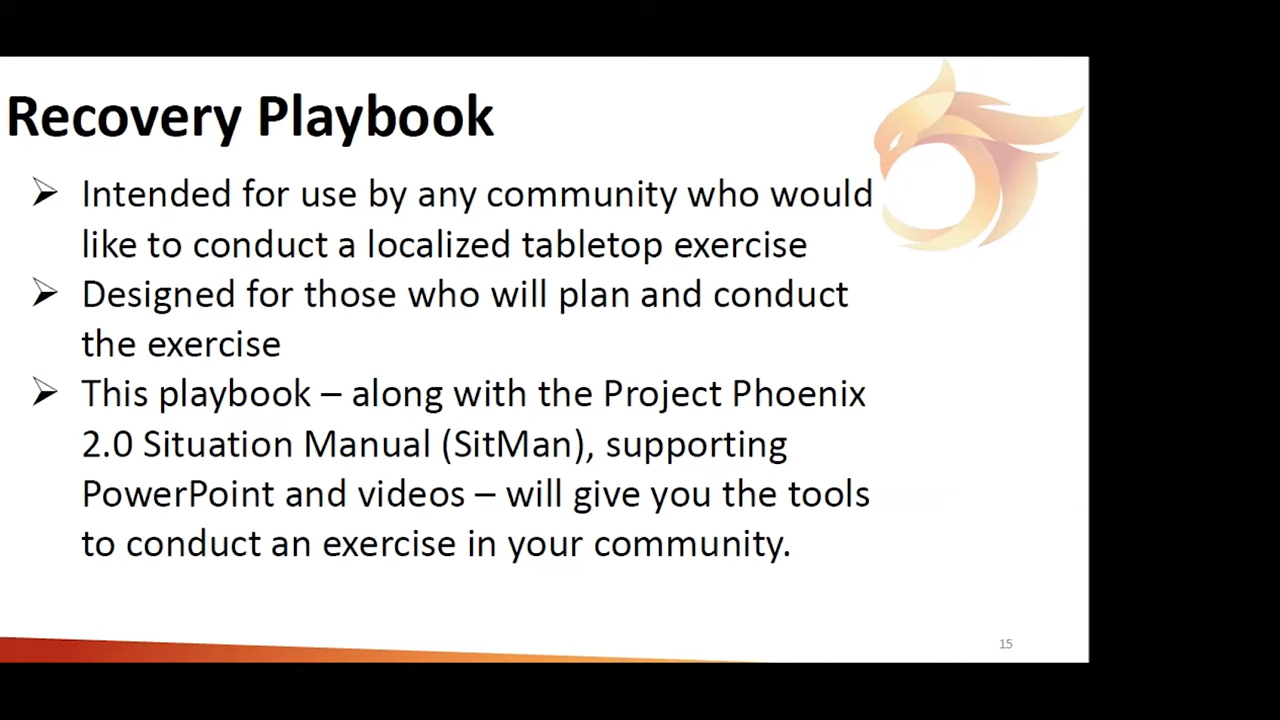 Recovery Playbook
➢ Intended for use by any community who would
like to conduct a localized tabletop exercise
➢ Designed for those who will plan and conduct
the exercise
➢ This playbook – along with the Project Phoenix
2.0 Situation Manual (SitMan), supporting
PowerPoint and videos – will give you the tools
to conduct an exercise in your community.
15